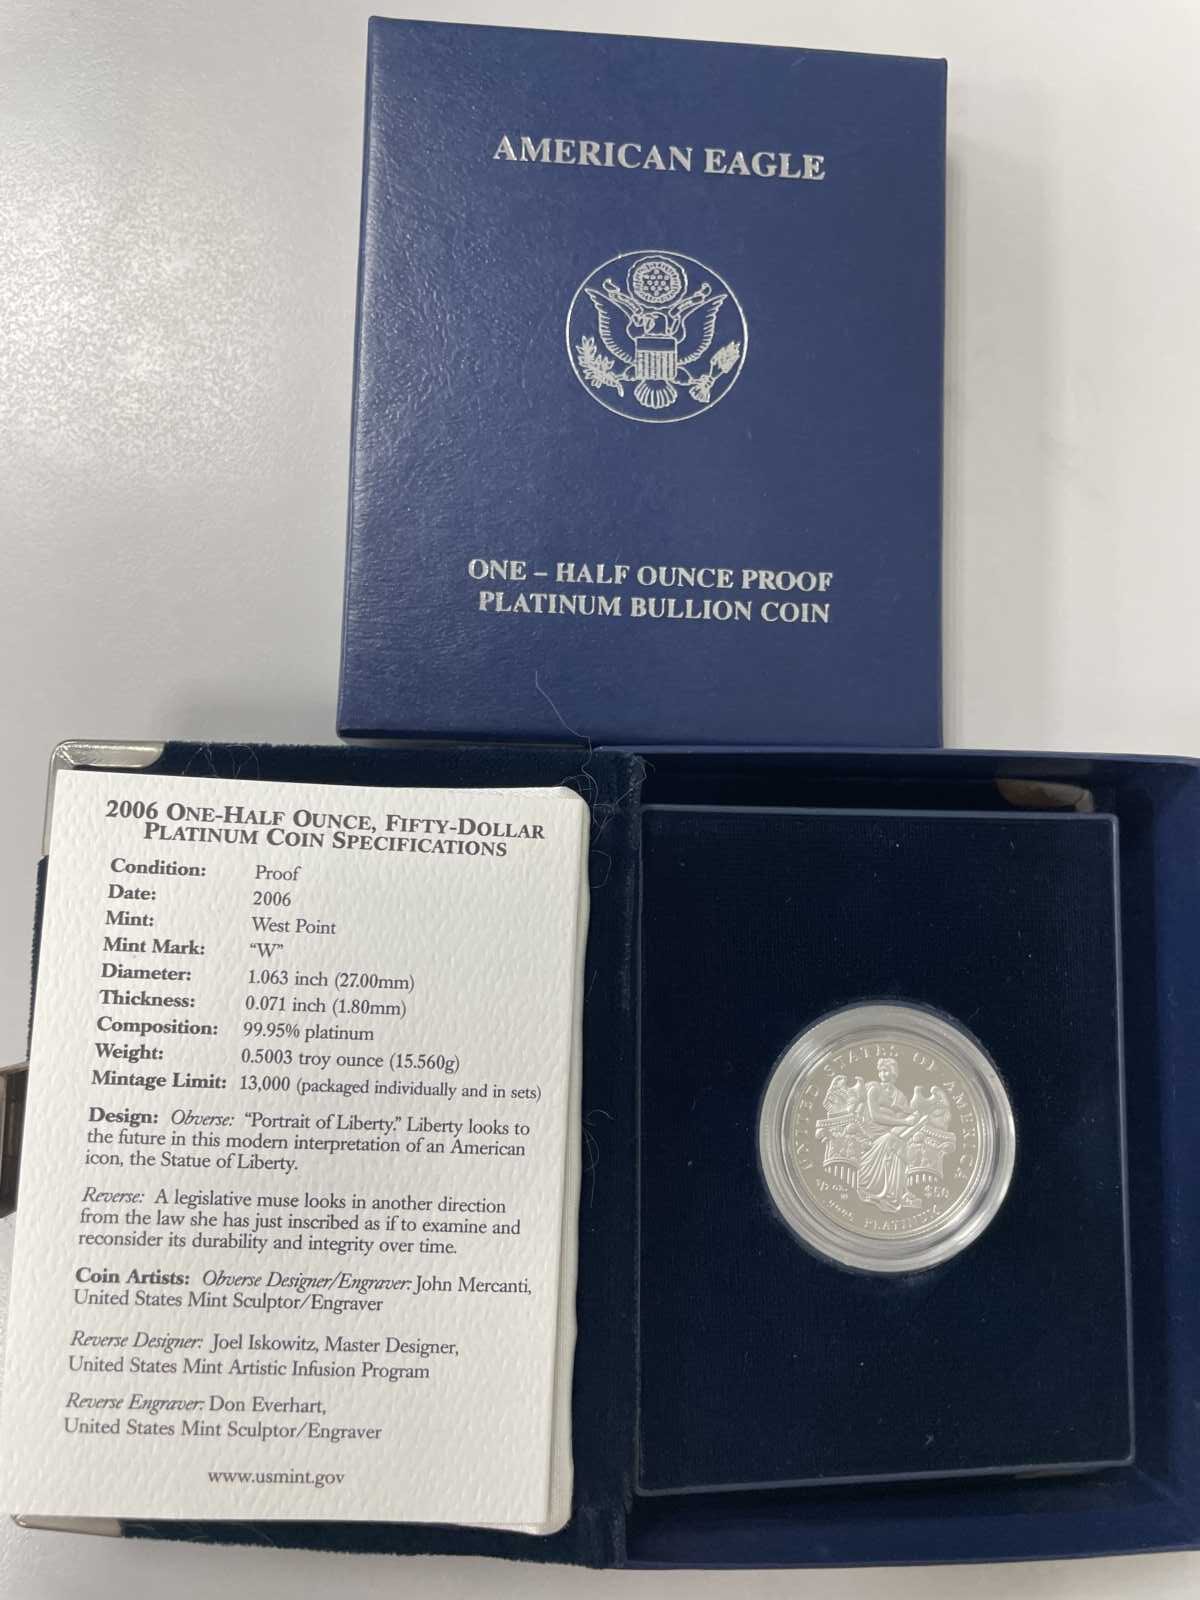 AMERICAN EAGLE
ONE – HALF OUNCE PROOF
PLATINUM BULLION COIN
2006 ONE-HALF OUNCE, FIFTY-DOLLAR
PLATINUM COIN SPECIFICATIONS
Condition: Proof
Date: 2006
Mint: West Point
Mint Mark: "W"
Diameter: 1.063 inch (27.00mm)
Thickness: 0.071 inch (1.80mm)
Composition: 99.95% platinum
Weight: 0.5003 troy ounce (15.560g)
Mintage Limit: 13,000 (packaged individually and in sets)
Design: Obverse: "Portrait of Liberty." Liberty looks to
the future in this modern interpretation of an American
icon, the Statue of Liberty.
Reverse: A legislative muse looks in another direction
from the law she has just inscribed as if to examine and
reconsider its durability and integrity over time.
Coin Artists: Obverse Designer/Engraver: John Mercanti,
United States Mint Sculptor/Engraver
Reverse Designer: Joel Iskowitz, Master Designer,
United States Mint Artistic Infusion Program
Reverse Engraver: Don Everhart,
United States Mint Sculptor/Engraver
www.usmint.gov
UNITED STATES OF AMERICA
1/2 OZ. $50
W
.9995 PLATINUM